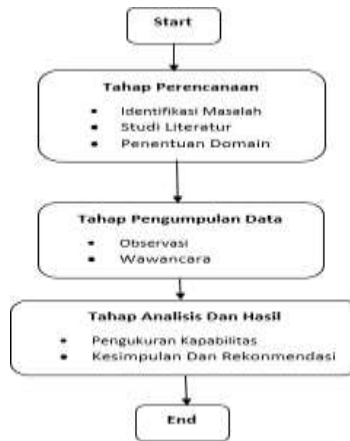 Start
Tahap Perencanaan
• Identifikasi Masalah
• Studi Literatur
• Penentuan Domain
Tahap Pengumpulan Data
• Observasi
• Wawancara
Tahap Analisis Dan Hasil
• Pengukuran Kapabilitas
• Kesimpulan Dan Rekonmendasi
End